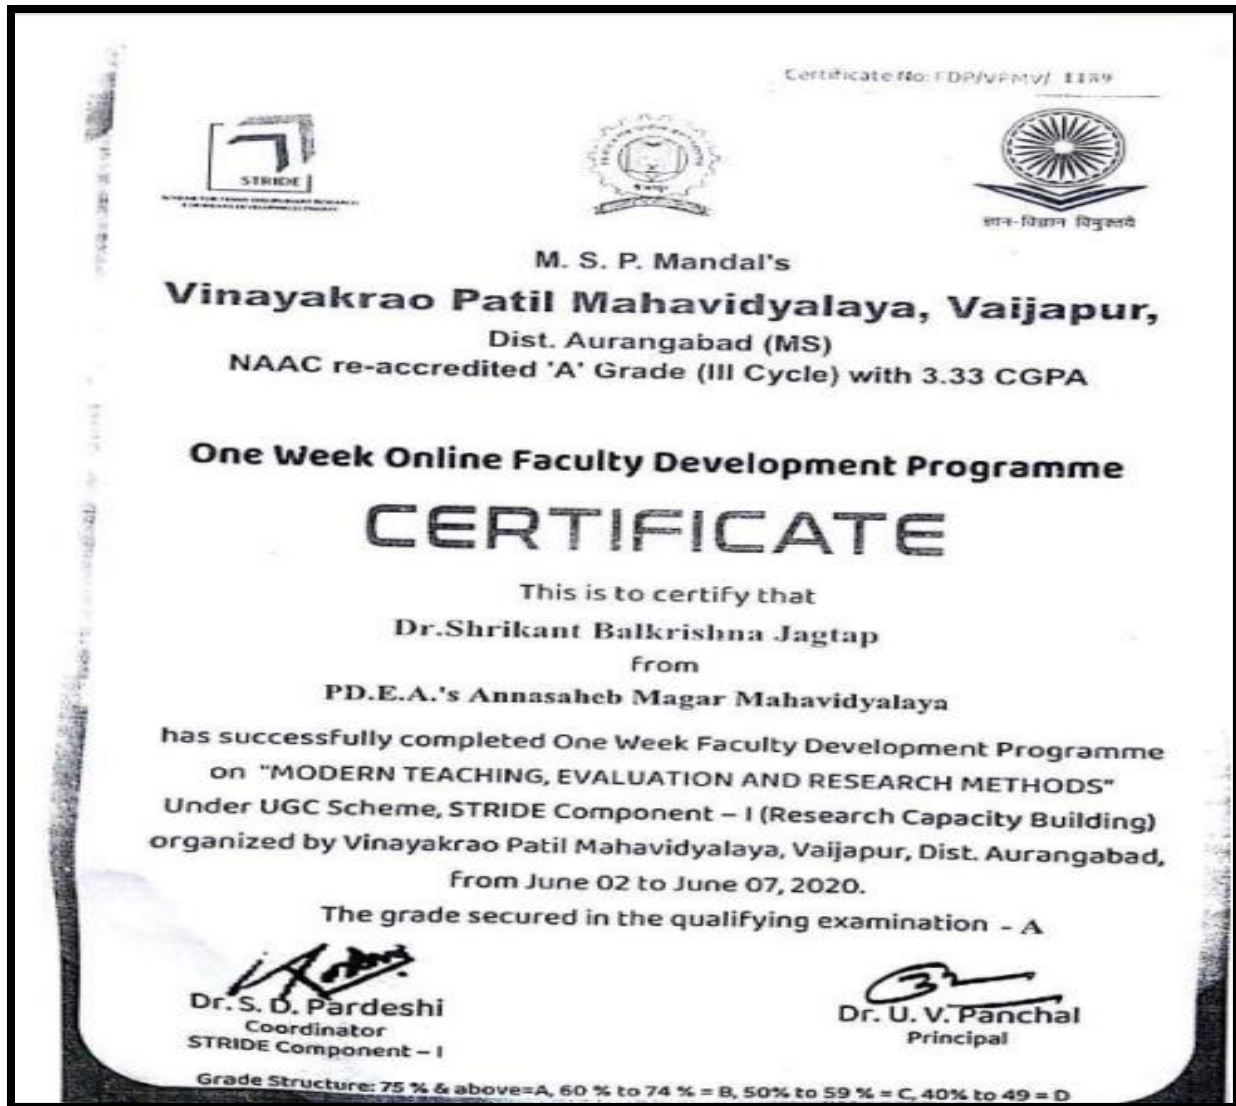 Certificate No: FDP/VPMV/ 1189
STRIDE
ज्ञान-विज्ञान विमुक्तये
M. S. P. Mandal's
Vinayakrao Patil Mahavidyalaya, Vaijapur,
Dist. Aurangabad (MS)
NAAC re-accredited 'A' Grade (III Cycle) with 3.33 CGPA
One Week Online Faculty Development Programme
CERTIFICATE
This is to certify that
Dr.Shrikant Balkrishna Jagtap
from
PD.E.A.'s Annasaheb Magar Mahavidyalaya
has successfully completed One Week Faculty Development Programme
on "MODERN TEACHING, EVALUATION AND RESEARCH METHODS"
Under UGC Scheme, STRIDE Component – I (Research Capacity Building)
organized by Vinayakrao Patil Mahavidyalaya, Vaijapur, Dist. Aurangabad,
from June 02 to June 07, 2020.
The grade secured in the qualifying examination - A
Dr. S. D. Pardeshi
Coordinator
STRIDE Component – I
Dr. U. V. Panchal
Principal
Grade Structure: 75 % & above=A, 60 % to 74 % = B, 50% to 59 % = C, 40% to 49 = D